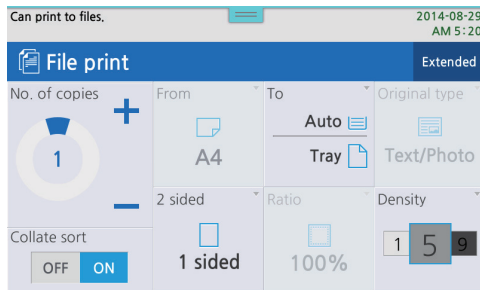 Can print to files.
2014-08-29
AM 5:20
File print
Extended
No. of copies
1
From
A4
To
Auto
Tray
Original type
Text/Photo
2 sided
1 sided
Ratio
100%
Density
1 5 9
Collate sort
OFF ON